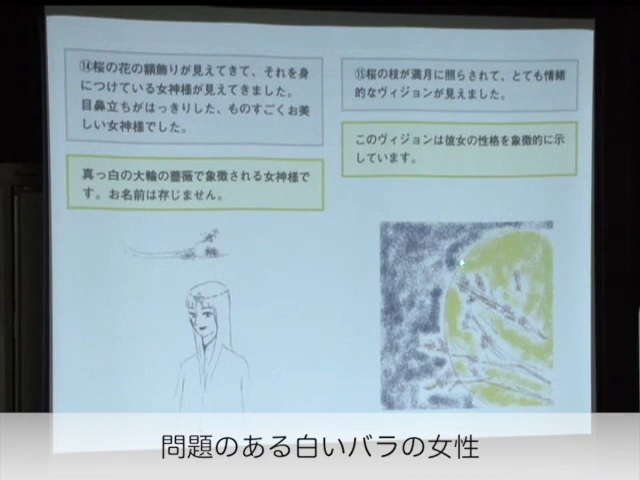 ⑭桜の花の額飾りが見えてきて、それを身
につけている女神様が見えてきました。
目鼻立ちがはっきりした、ものすごくお美
しい女神様でした。
真っ白の大輪の薔薇で象徴される女神様で
す。お名前は存じません。
⑮桜の枝が満月に照らされて、とても情緒
的なヴィジョンが見えました。
このヴィジョンは彼女の性格を象徴的に示
しています。
問題のある白いバラの女性